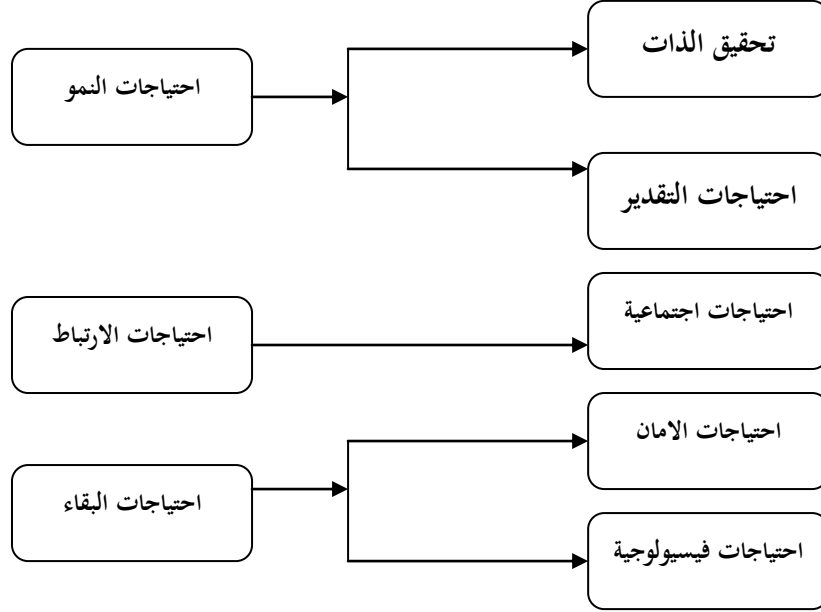 تحقيق الذات
احتياجات النمو
احتياجات التقدير
احتياجات اجتماعية
احتياجات الارتباط
احتياجات الامان
احتياجات البقاء
احتياجات فيسيولوجية